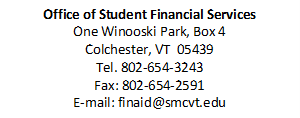 Office of Student Financial Services
One Winooski Park, Box 4
Colchester, VT  05439
Tel. 802-654-3243
Fax: 802-654-2591
E-mail: finaid@smcvt.edu